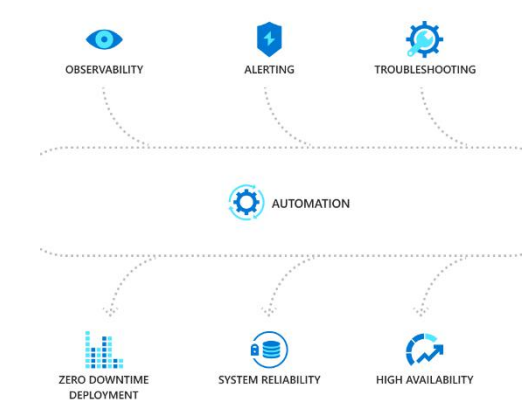 OBSERVABILITY
ALERTING
TROUBLESHOOTING
AUTOMATION
ZERO DOWNTIME
DEPLOYMENT
SYSTEM RELIABILITY
HIGH AVAILABILITY